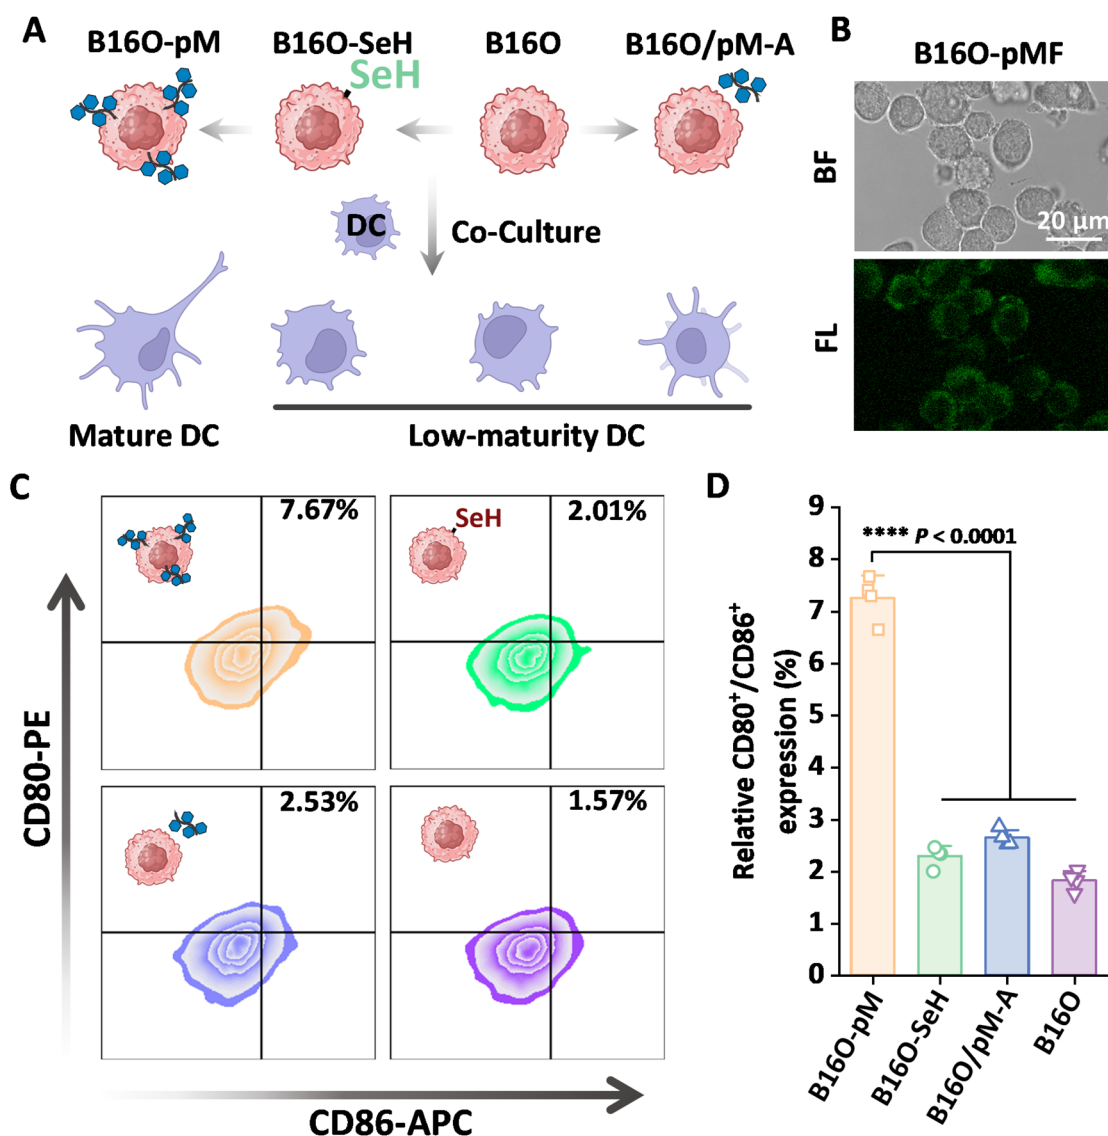 A
B16O-pM
B16O-SeH
B16O
B16O/pM-A
SeH
DC
Co-Culture
Mature DC
Low-maturity DC
B
B16O-pMF
BF
20 μm
FL
C
7.67%
SeH
2.01%
2.53%
1.57%
CD80-PE
CD86-APC
D
Relative CD80⁺/CD86⁺
expression (%)
9
8
7
6
5
4
3
2
1
0
**** P < 0.0001
B16O-pM
B16O-SeH
B16O/pM-A
B16O